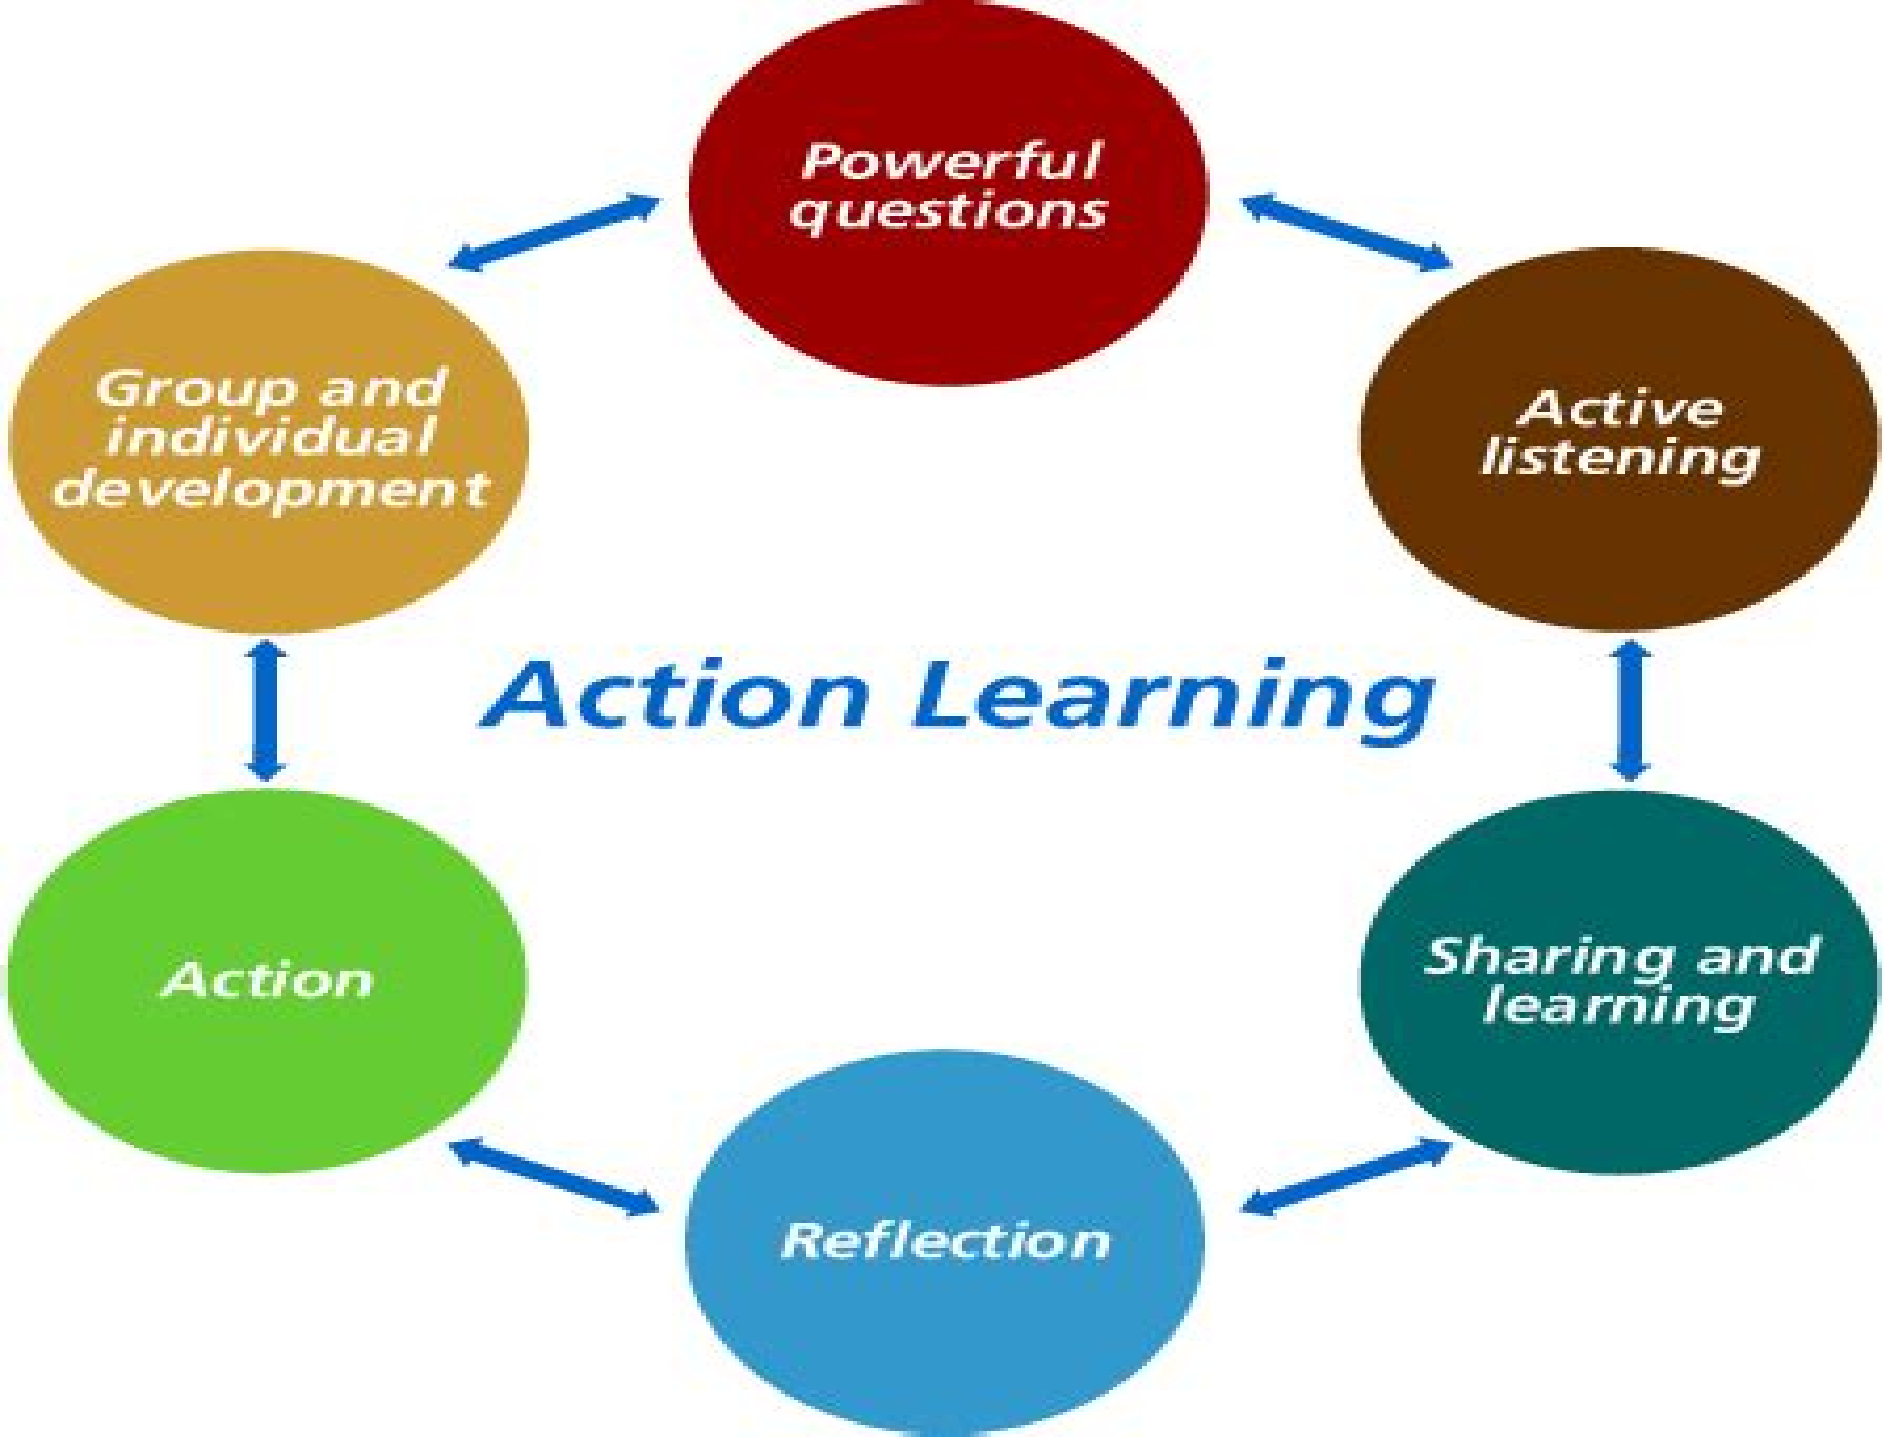 Powerful
questions
Active
listening
Group and
individual
development
Action Learning
Sharing and
learning
Action
Reflection